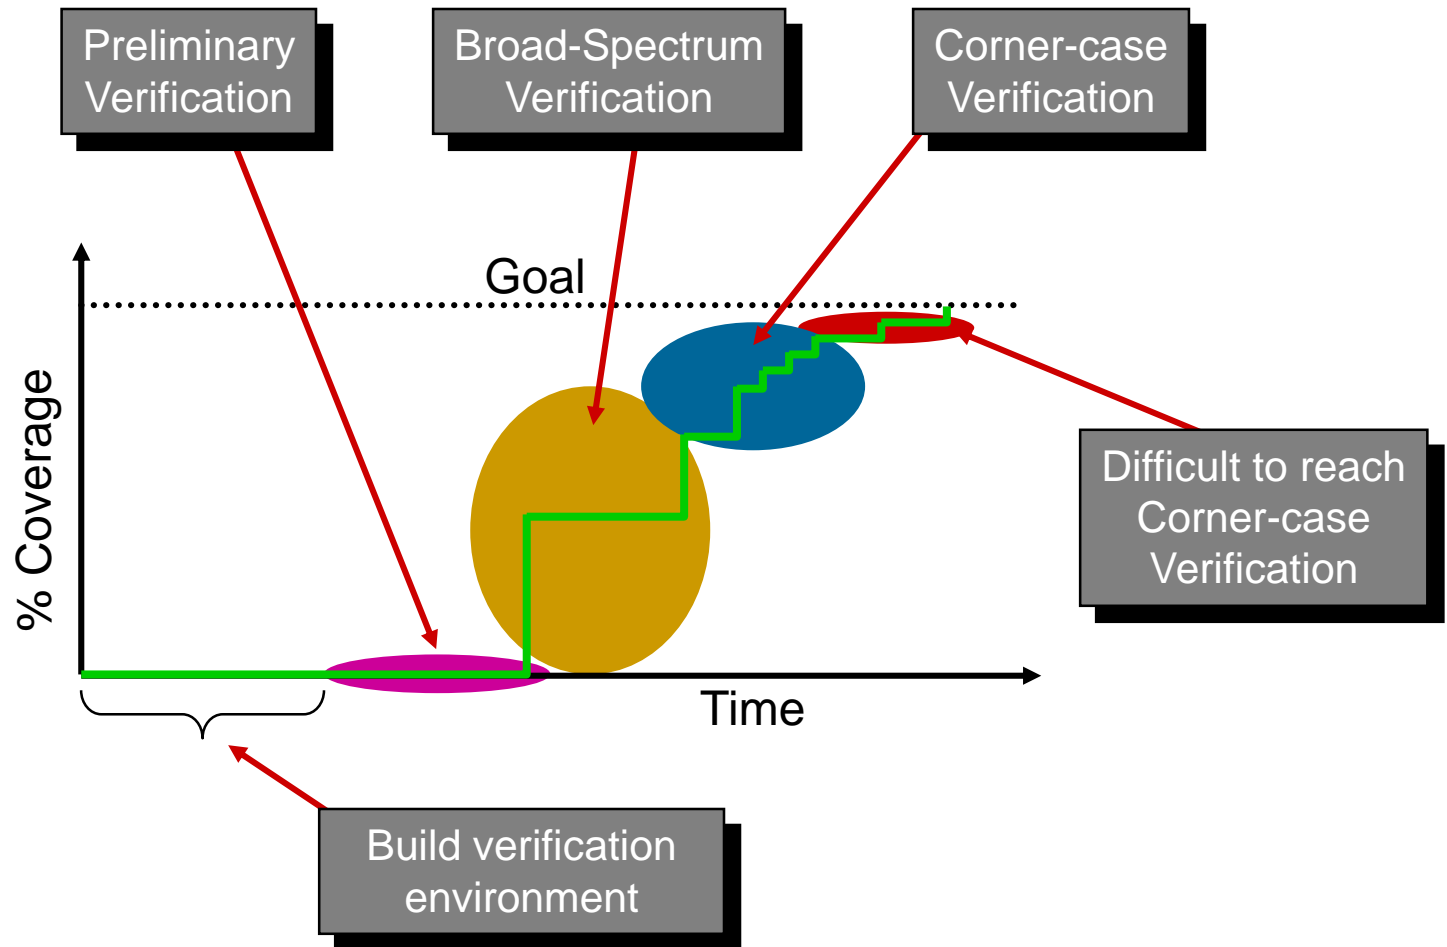 Preliminary
Verification
Broad-Spectrum
Verification
Corner-case
Verification
Goal
% Coverage
Difficult to reach
Corner-case
Verification
Time
Build verification
environment